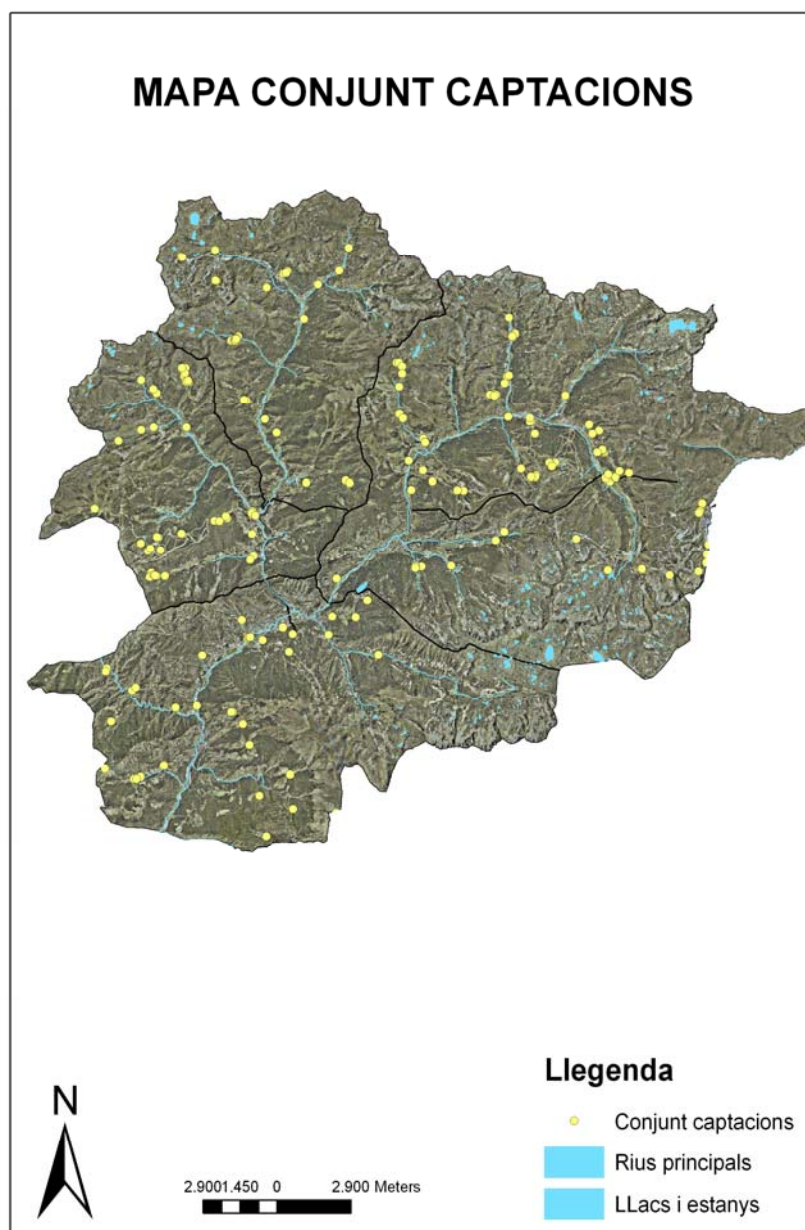 MAPA CONJUNT CAPTACIONS
Llegenda
Conjunt captacions
Rius principals
LLacs i estanys
N
2.9001.450 0 2.900 Meters